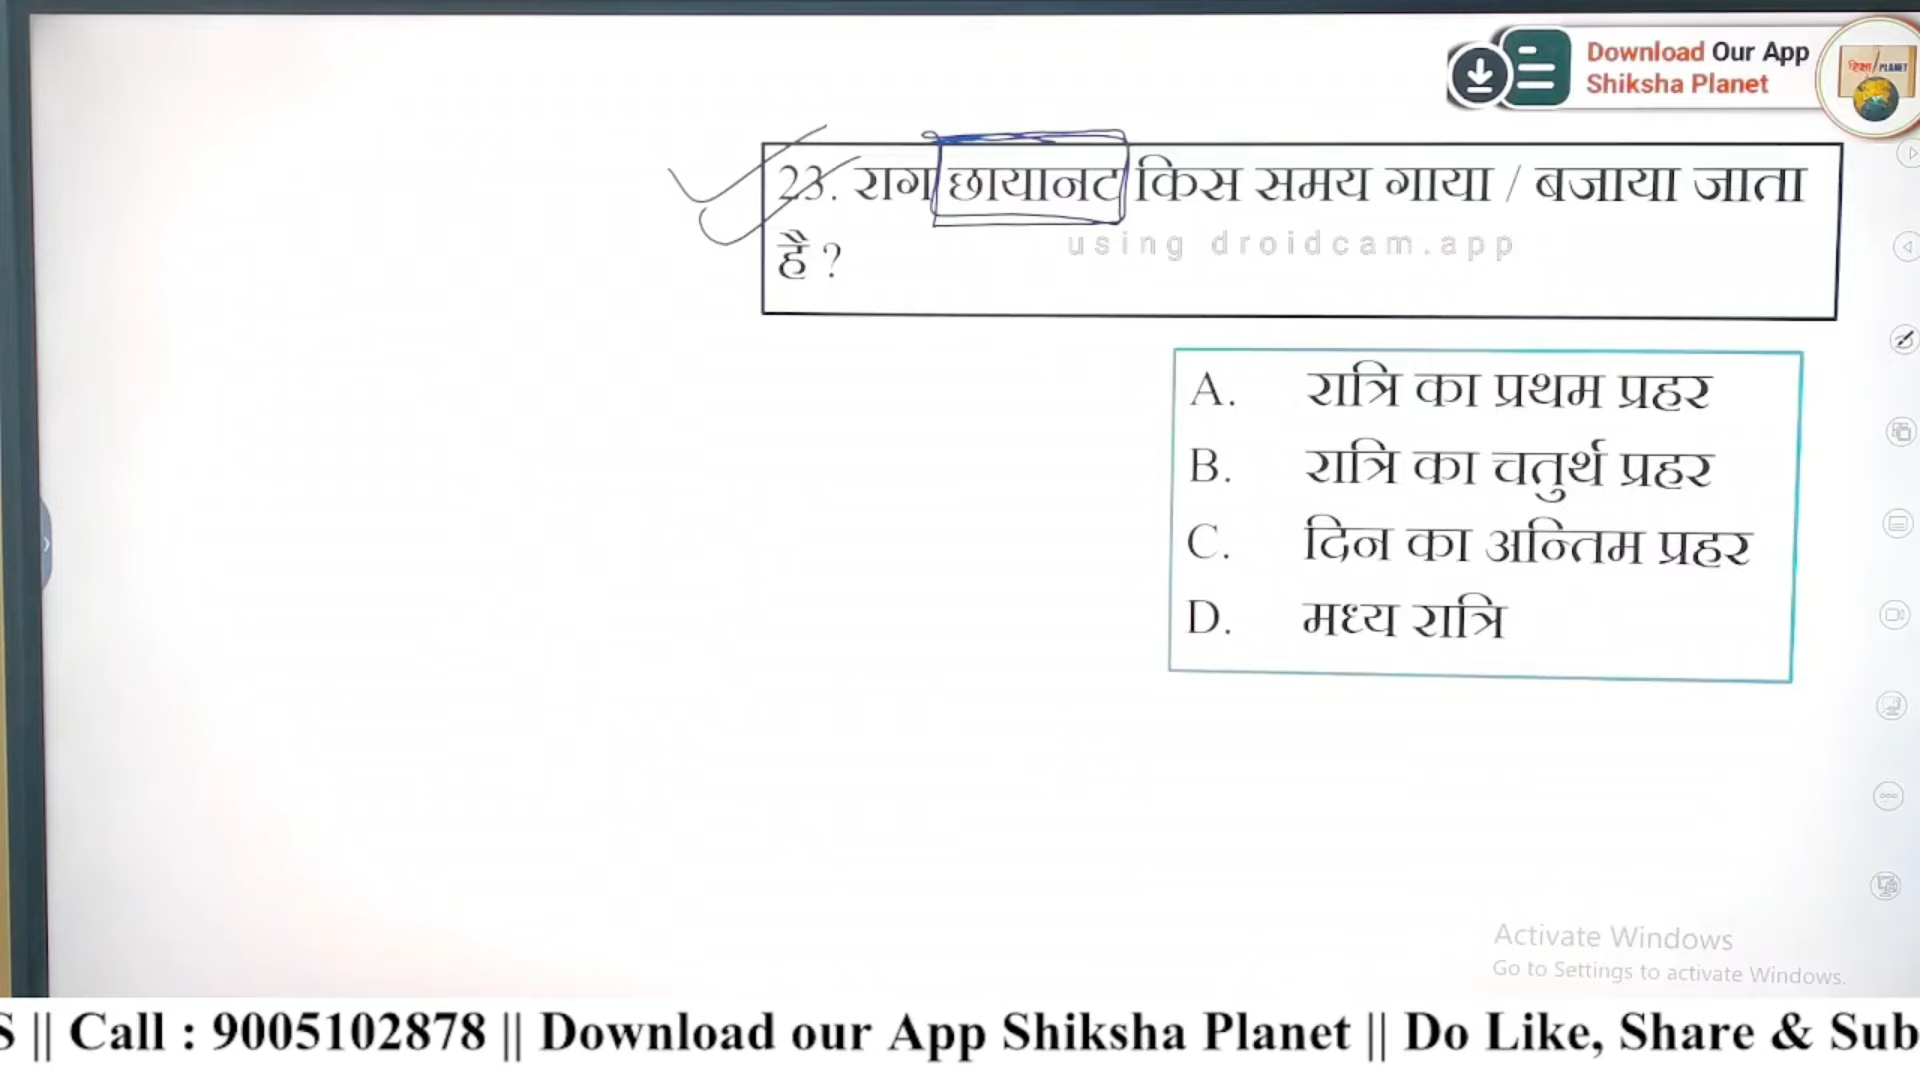 Download Our App
Shiksha Planet
शिक्षा PLANET
23. राग छायानट किस समय गाया / बजाया जाता
है ?
using droidcam.app
A. रात्रि का प्रथम प्रहर
B. रात्रि का चतुर्थ प्रहर
C. दिन का अन्तिम प्रहर
D. मध्य रात्रि
Activate Windows
Go to Settings to activate Windows.
S || Call : 9005102878 || Download our App Shiksha Planet || Do Like, Share & Sub